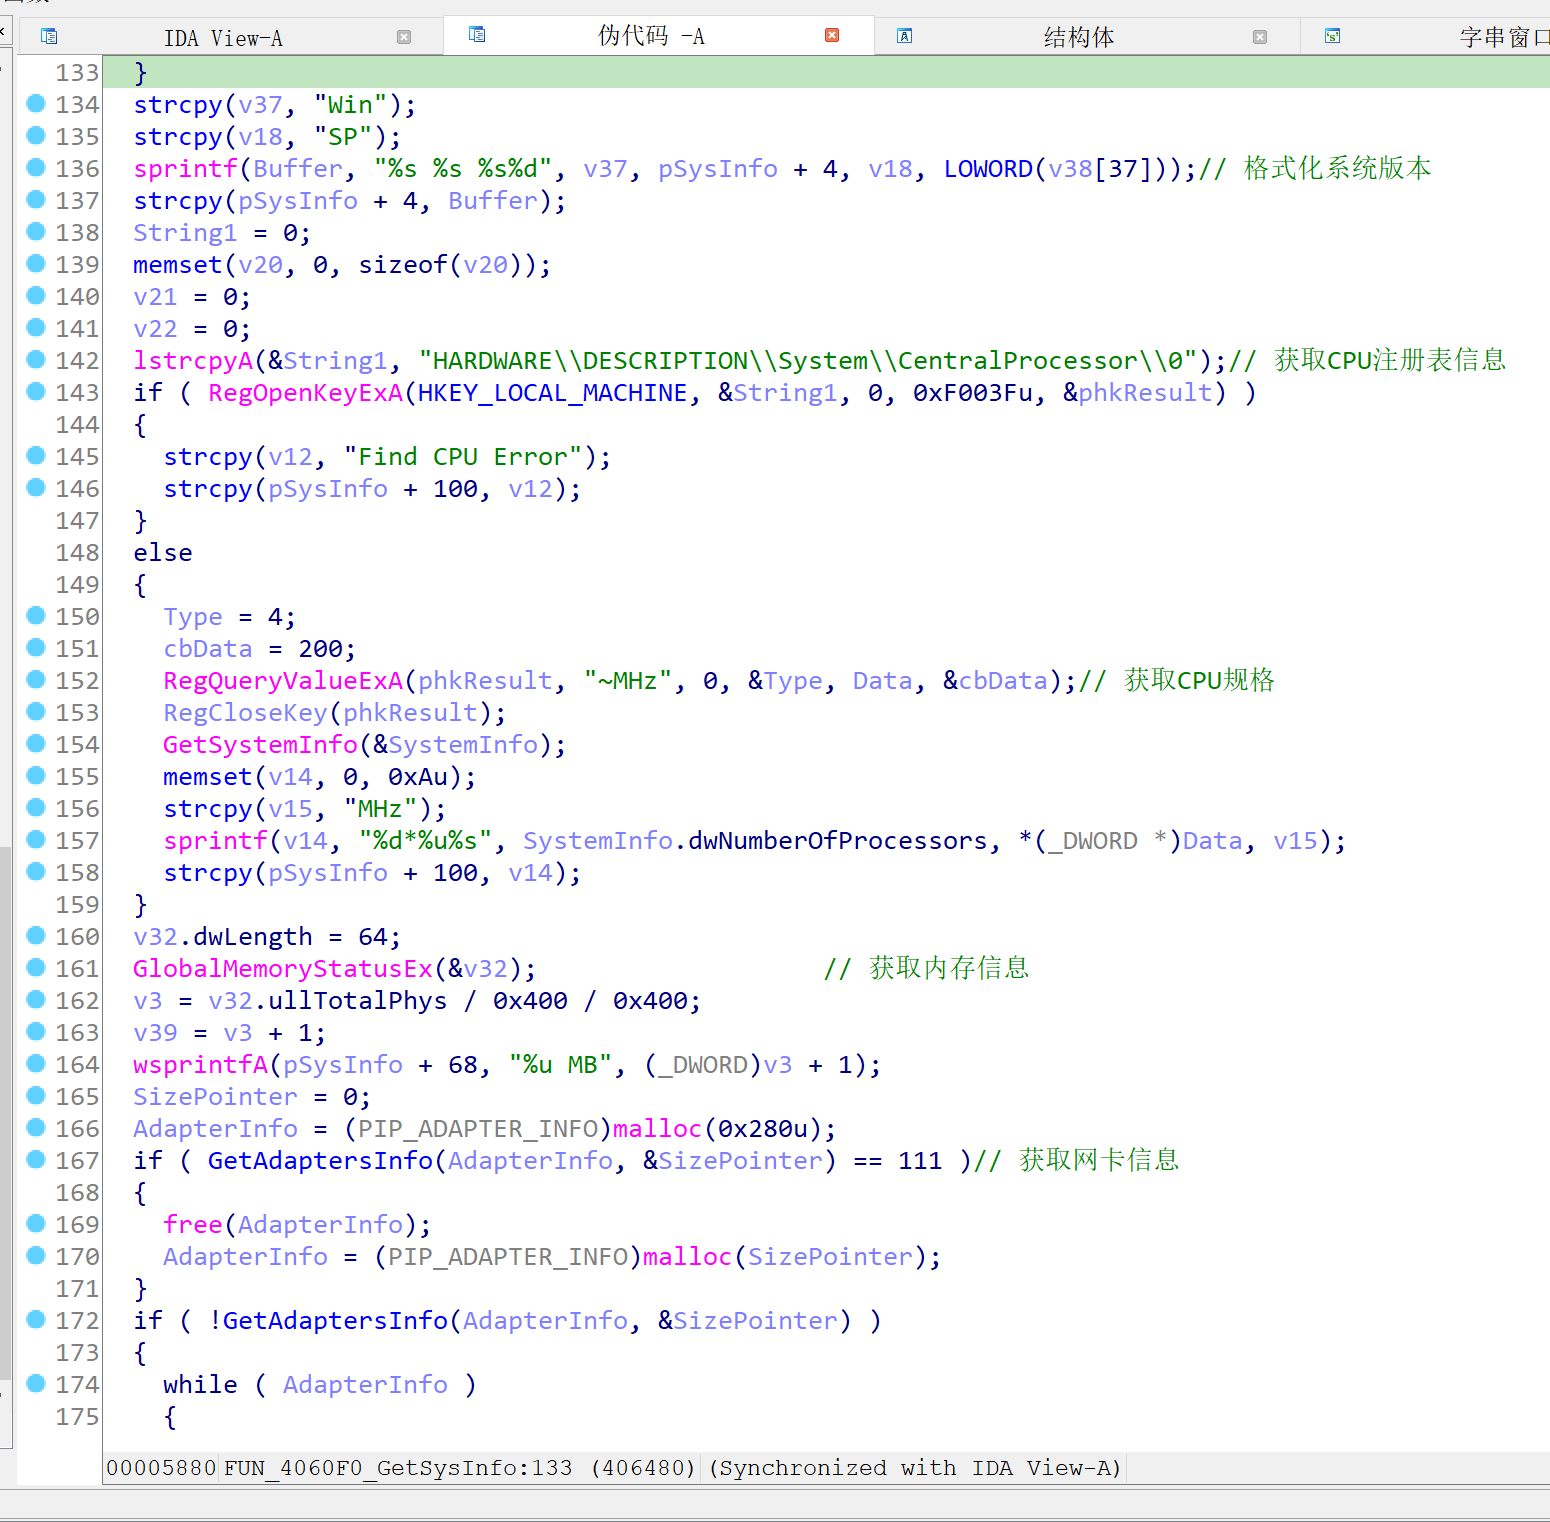 IDA View-A 伪代码 -A 结构体 字串窗口
133 }
134 strcpy(v37, "Win");
135 strcpy(v18, "SP");
136 sprintf(Buffer, "%s %s %s%d", v37, pSysInfo + 4, v18, LOWORD(v38[37]));// 格式化系统版本
137 strcpy(pSysInfo + 4, Buffer);
138 String1 = 0;
139 memset(v20, 0, sizeof(v20));
140 v21 = 0;
141 v22 = 0;
142 lstrcpyA(&String1, "HARDWARE\\DESCRIPTION\\System\\CentralProcessor\\0");// 获取CPU注册表信息
143 if ( RegOpenKeyExA(HKEY_LOCAL_MACHINE, &String1, 0, 0xF003Fu, &phkResult) )
144 {
145 strcpy(v12, "Find CPU Error");
146 strcpy(pSysInfo + 100, v12);
147 }
148 else
149 {
150 Type = 4;
151 cbData = 200;
152 RegQueryValueExA(phkResult, "~MHz", 0, &Type, Data, &cbData);// 获取CPU规格
153 RegCloseKey(phkResult);
154 GetSystemInfo(&SystemInfo);
155 memset(v14, 0, 0xAu);
156 strcpy(v15, "MHz");
157 sprintf(v14, "%d*%u%s", SystemInfo.dwNumberOfProcessors, *(_DWORD *)Data, v15);
158 strcpy(pSysInfo + 100, v14);
159 }
160 v32.dwLength = 64;
161 GlobalMemoryStatusEx(&v32); // 获取内存信息
162 v3 = v32.ullTotalPhys / 0x400 / 0x400;
163 v39 = v3 + 1;
164 wsprintfA(pSysInfo + 68, "%u MB", (_DWORD)v3 + 1);
165 SizePointer = 0;
166 AdapterInfo = (PIP_ADAPTER_INFO)malloc(0x280u);
167 if ( GetAdaptersInfo(AdapterInfo, &SizePointer) == 111 )// 获取网卡信息
168 {
169 free(AdapterInfo);
170 AdapterInfo = (PIP_ADAPTER_INFO)malloc(SizePointer);
171 }
172 if ( !GetAdaptersInfo(AdapterInfo, &SizePointer) )
173 {
174 while ( AdapterInfo )
175 {
00005880 FUN_4060F0_GetSysInfo:133 (406480) (Synchronized with IDA View-A)